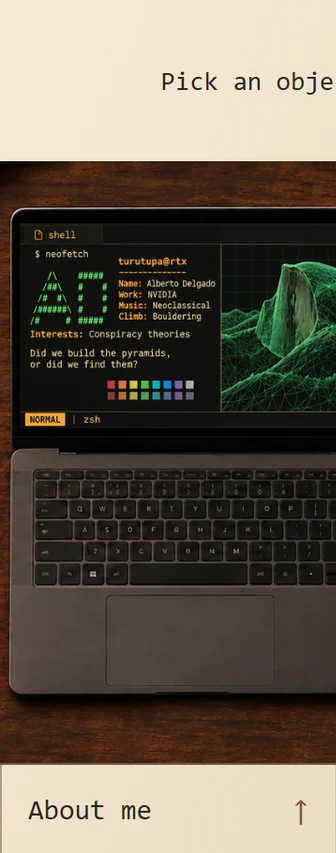 Pick an obje
shell
$ neofetch
turutupa@rtx
Name: Alberto Delgado
Work: NVIDIA
Music: Neoclassical
Climb: Bouldering
Interests: Conspiracy theories
Did we build the pyramids,
or did we find them?
NORMAL | zsh
Q W E R T Y U I O P
A S D F G H J K L
Z X C V B N M
About me ↑